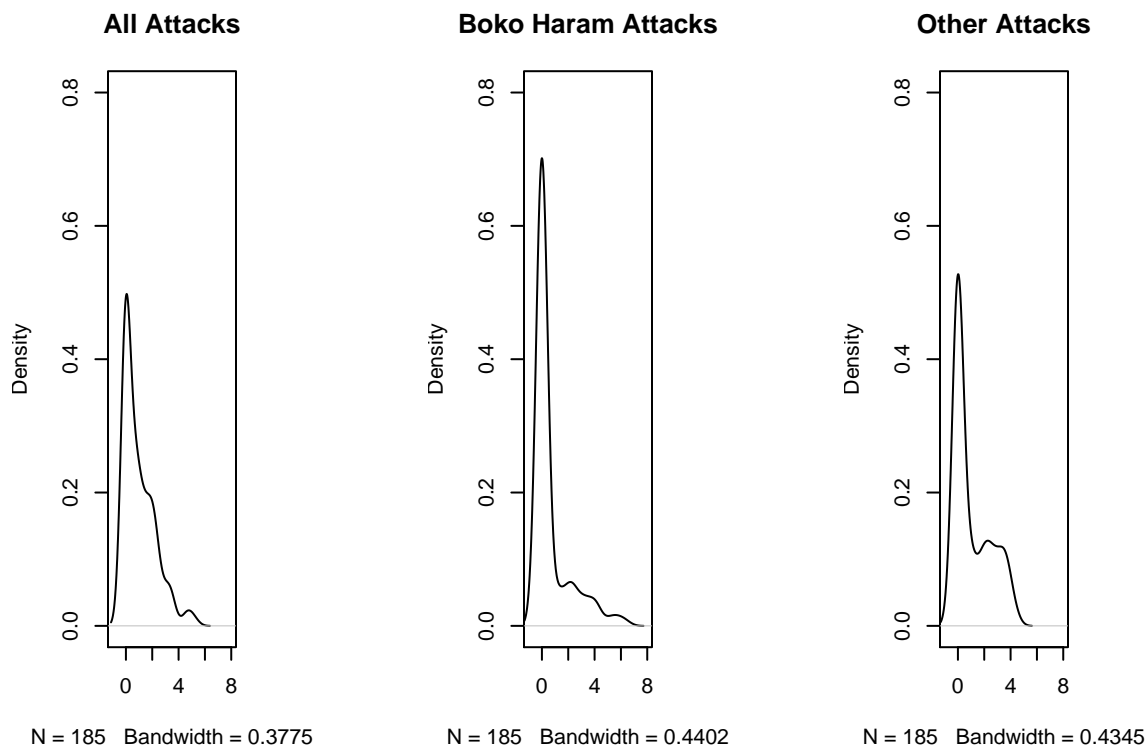 All Attacks
Density
0.0 0.2 0.4 0.6 0.8
0 4 8
N = 185 Bandwidth = 0.3775
Boko Haram Attacks
Density
0.0 0.2 0.4 0.6 0.8
0 4 8
N = 185 Bandwidth = 0.4402
Other Attacks
Density
0.0 0.2 0.4 0.6 0.8
0 4 8
N = 185 Bandwidth = 0.4345